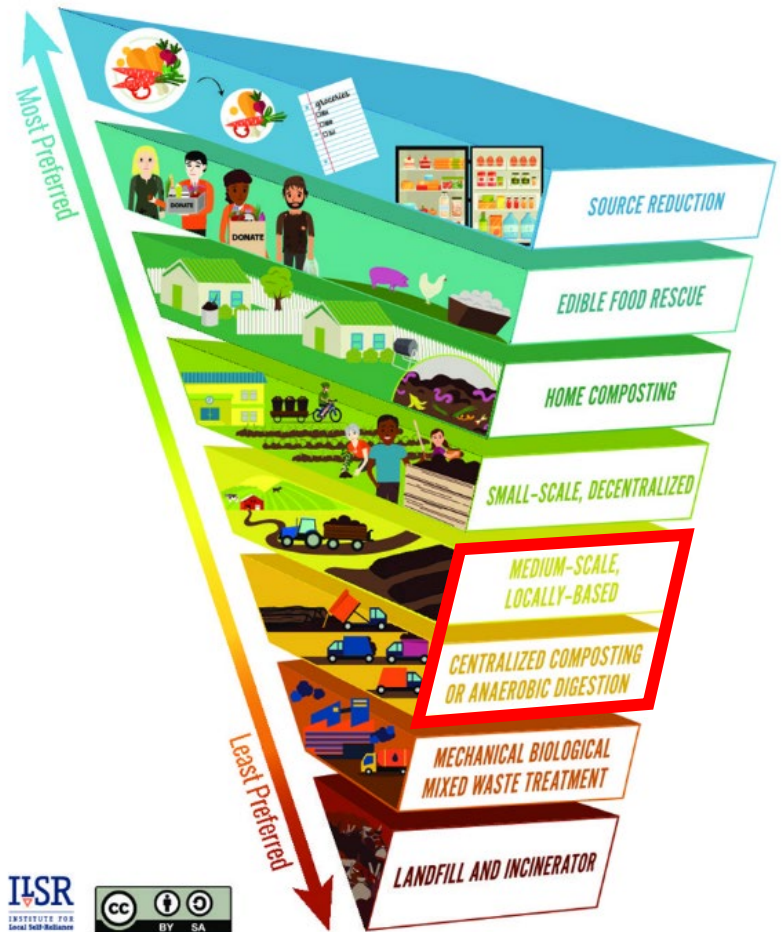 Most Preferred
groceries
SOURCE REDUCTION
DONATE
DONATE
EDIBLE FOOD RESCUE
HOME COMPOSTING
SMALL-SCALE, DECENTRALIZED
MEDIUM-SCALE,
LOCALLY-BASED
CENTRALIZED COMPOSTING
OR ANAEROBIC DIGESTION
MECHANICAL BIOLOGICAL
MIXED WASTE TREATMENT
Least Preferred
LANDFILL AND INCINERATOR
ILSR
INSTITUTE FOR
Local Self-Reliance
cc
BY SA